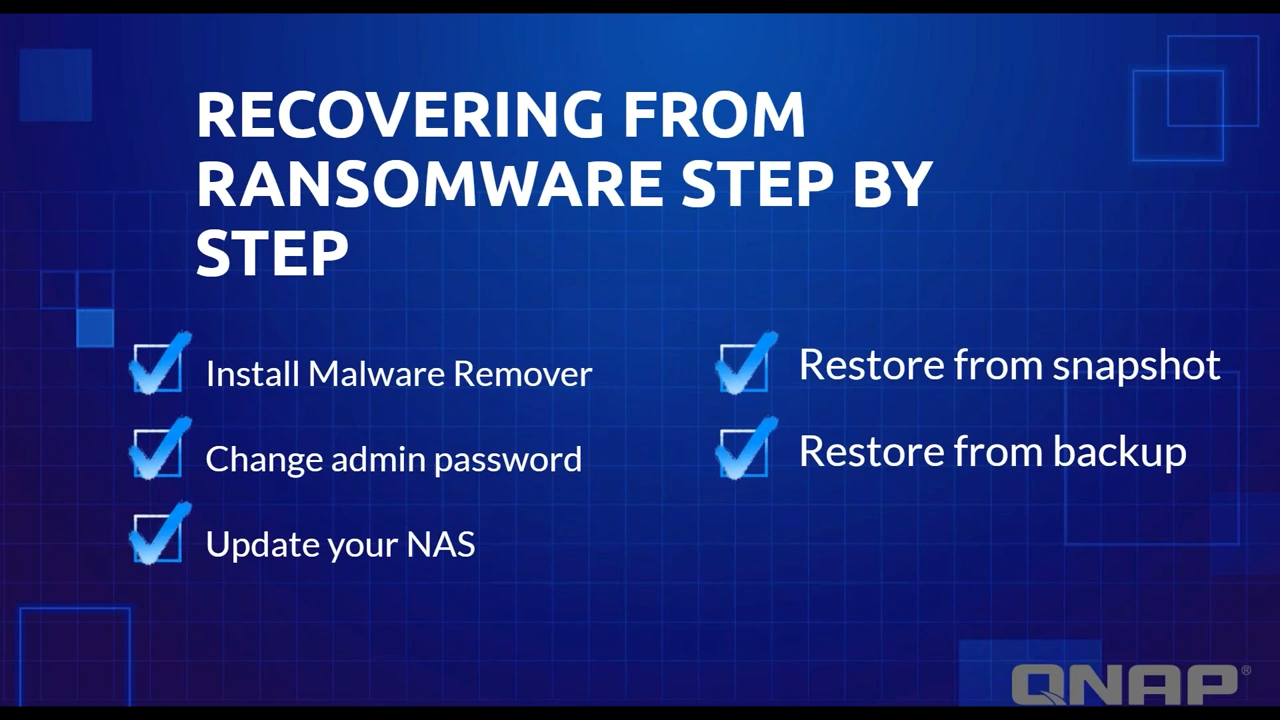 RECOVERING FROM
RANSOMWARE STEP BY
STEP
Install Malware Remover
Change admin password
Update your NAS
Restore from snapshot
Restore from backup
QNAP®